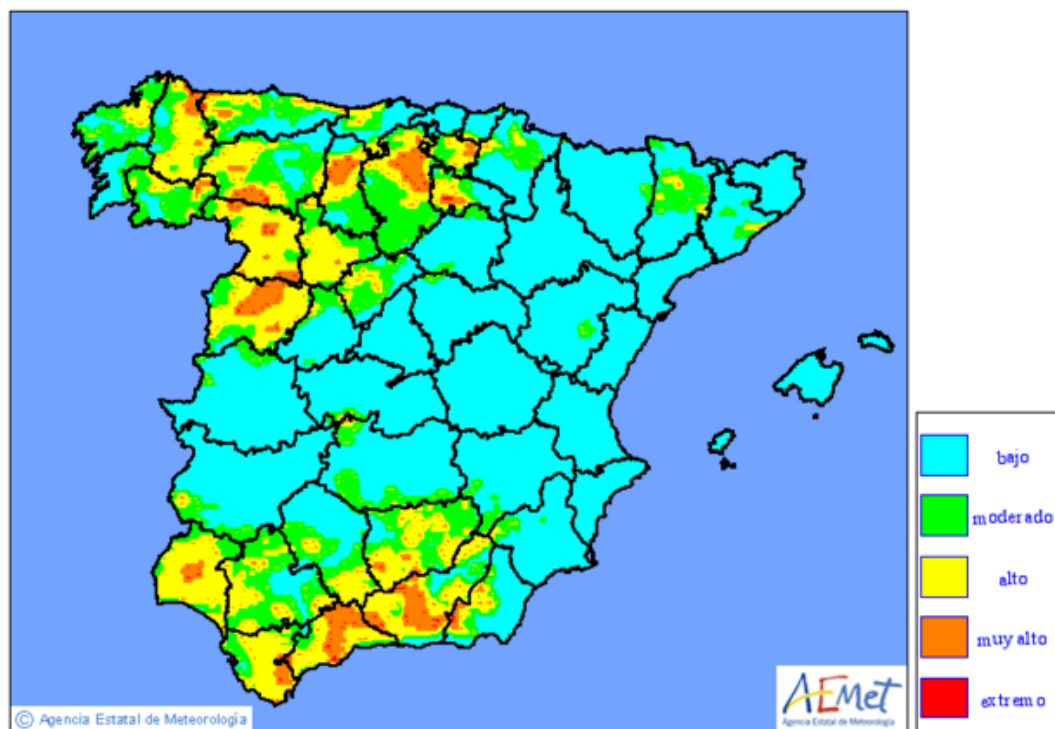 bajo
moderado
alto
muy alto
extremo
AEMet
Agencia Estatal de Meteorología
© Agencia Estatal de Meteorología